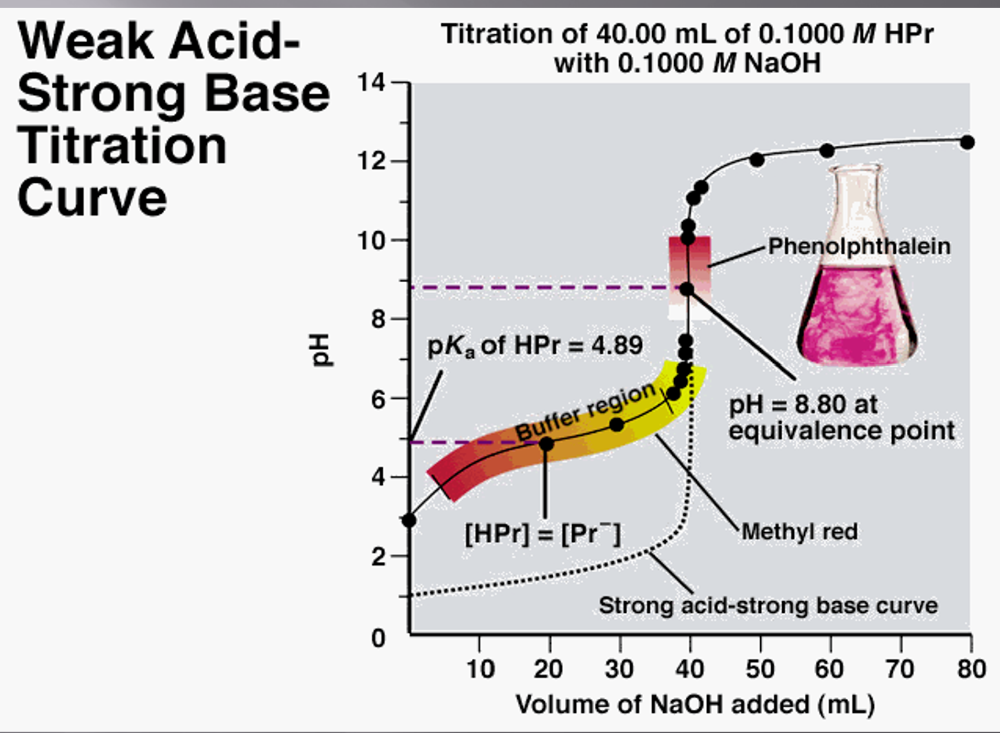 Weak Acid-
Strong Base
Titration
Curve
Titration of 40.00 mL of 0.1000 M HPr
with 0.1000 M NaOH
14
12
10
8
6
4
2
0
pH
Phenolphthalein
pKa of HPr = 4.89
Buffer region
pH = 8.80 at
equivalence point
[HPr] = [Pr⁻]
Methyl red
Strong acid-strong base curve
10 20 30 40 50 60 70 80
Volume of NaOH added (mL)